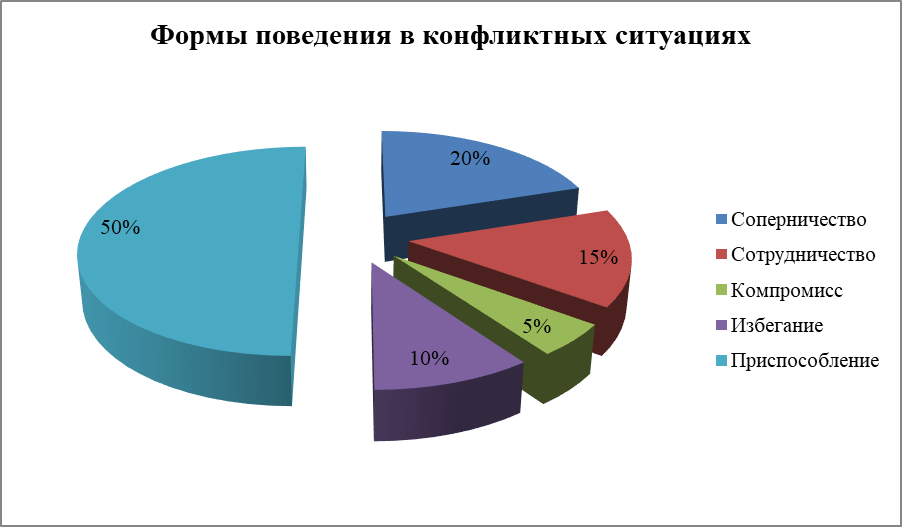 Формы поведения в конфликтных ситуациях
20%
50%
15%
5%
10%
Соперничество
Сотрудничество
Компромисс
Избегание
Приспособление